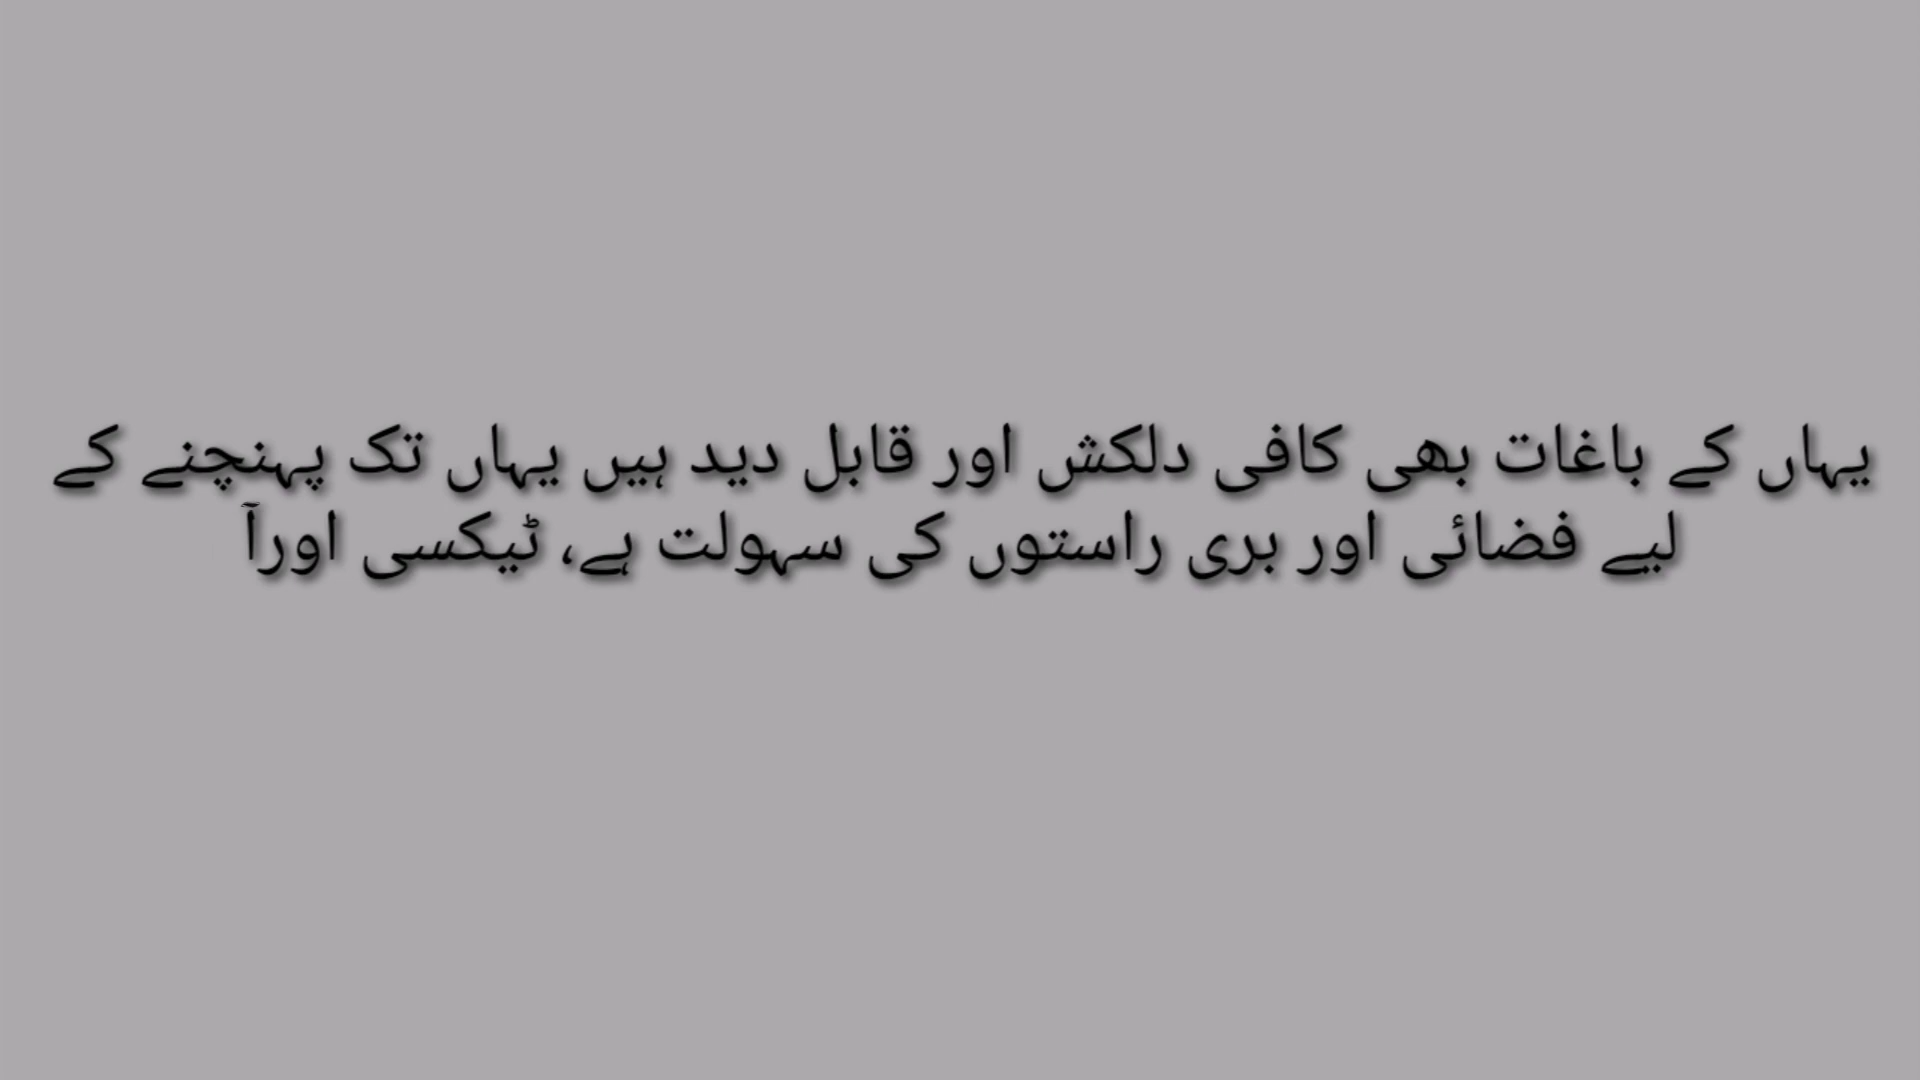 یہاں کے باغات بھی کافی دلکش اور قابل دید ہیں یہاں تک پہنچنے کے
لیے فضائی اور بری راستوں کی سہولت ہے، ٹیکسی اورآ